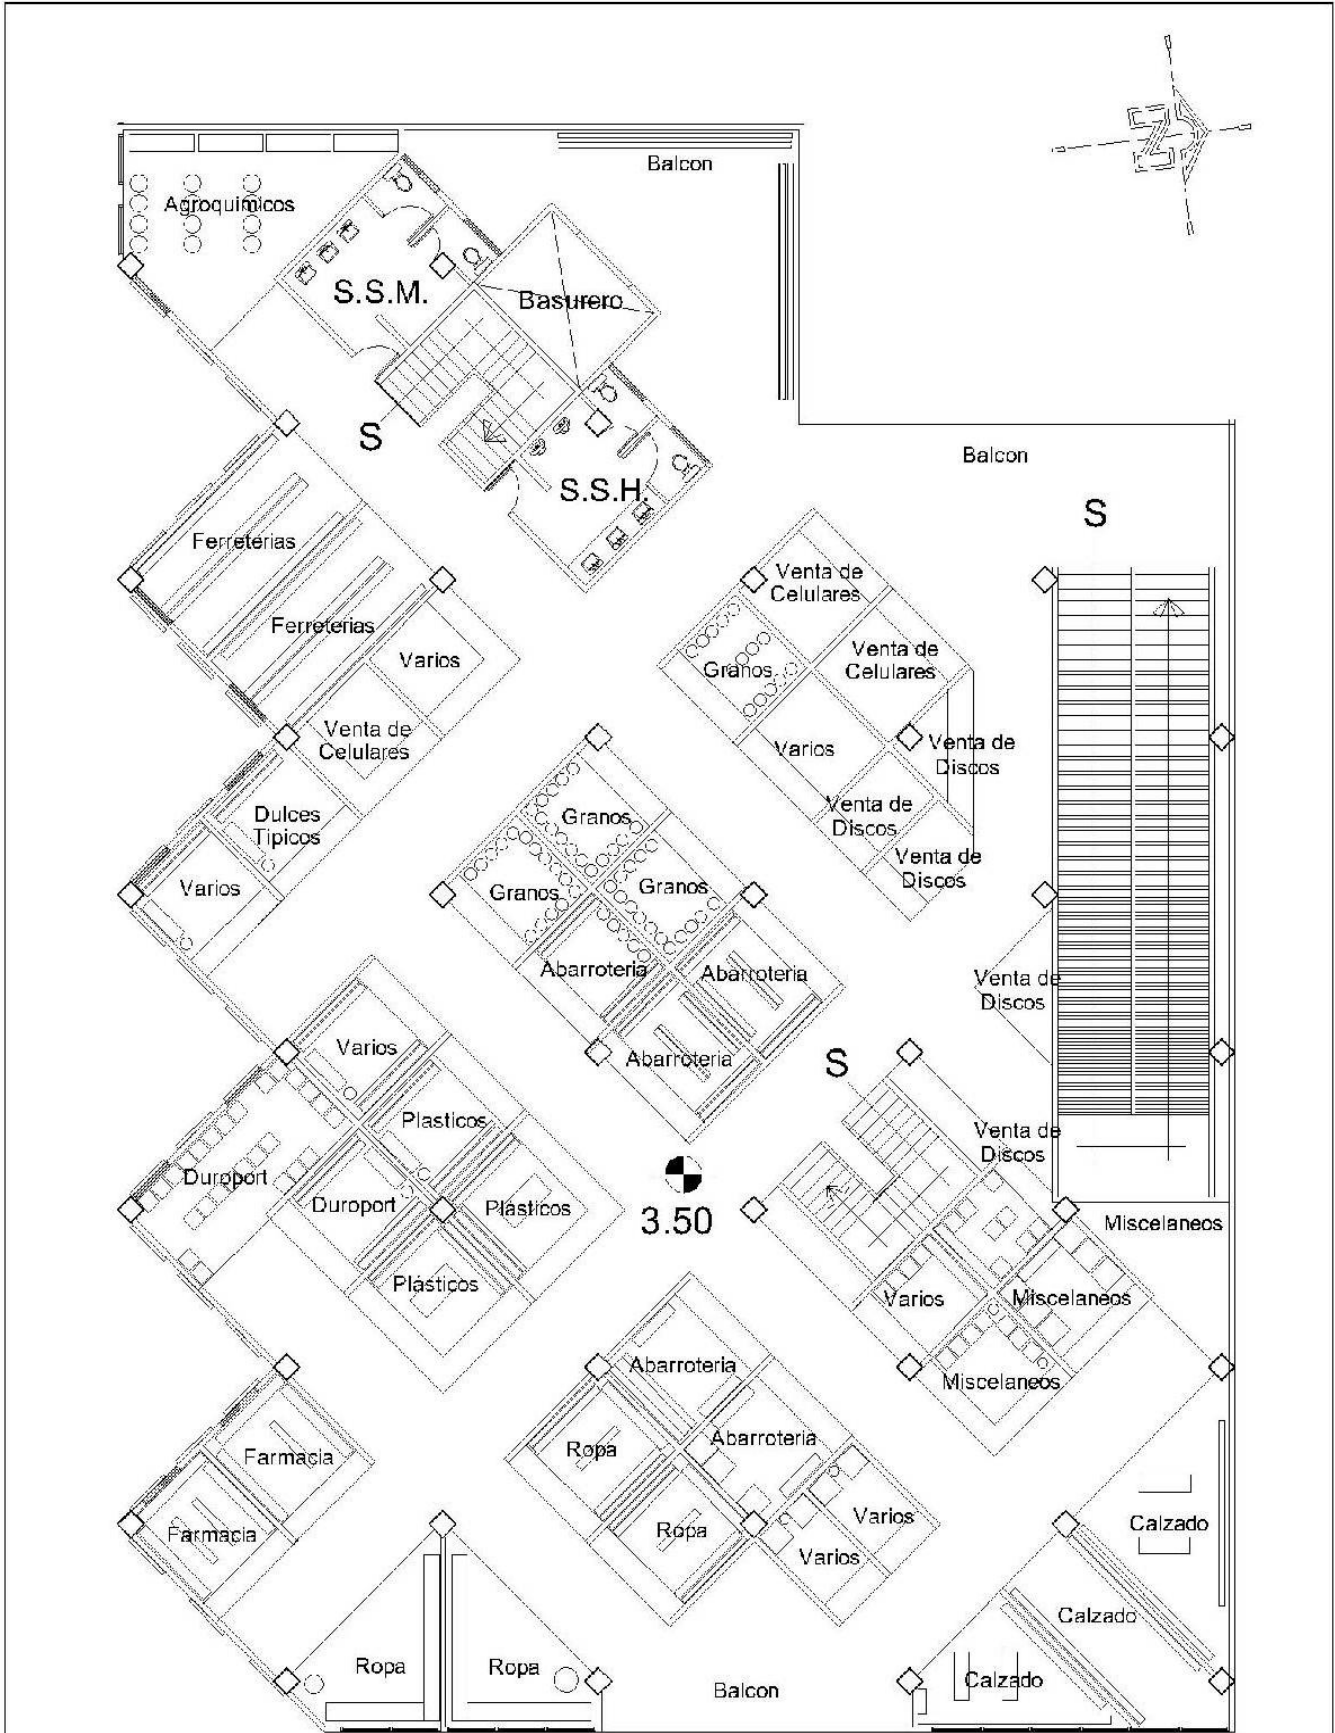 N
Balcon
Agroquimicos
S.S.M.
Basurero
S
S.S.H.
Balcon
S
Ferreterias
Ferreterias
Varios
Venta de
Celulares
Venta de
Celulares
Granos
Venta de
Celulares
Varios
Venta de
Discos
Venta de
Discos
Venta de
Discos
Dulces
Tipicos
Varios
Granos
Granos
Granos
Abarroteria
Abarroteria
Abarroteria
Venta de
Discos
S
Varios
Plasticos
Duroport
Duroport
Plásticos
Plásticos
3.50
Venta de
Discos
Miscelaneos
Varios
Miscelaneos
Miscelaneos
Abarroteria
Abarroteria
Ropa
Ropa
Varios
Varios
Farmacia
Farmacia
Calzado
Calzado
Calzado
Ropa
Ropa
Balcon